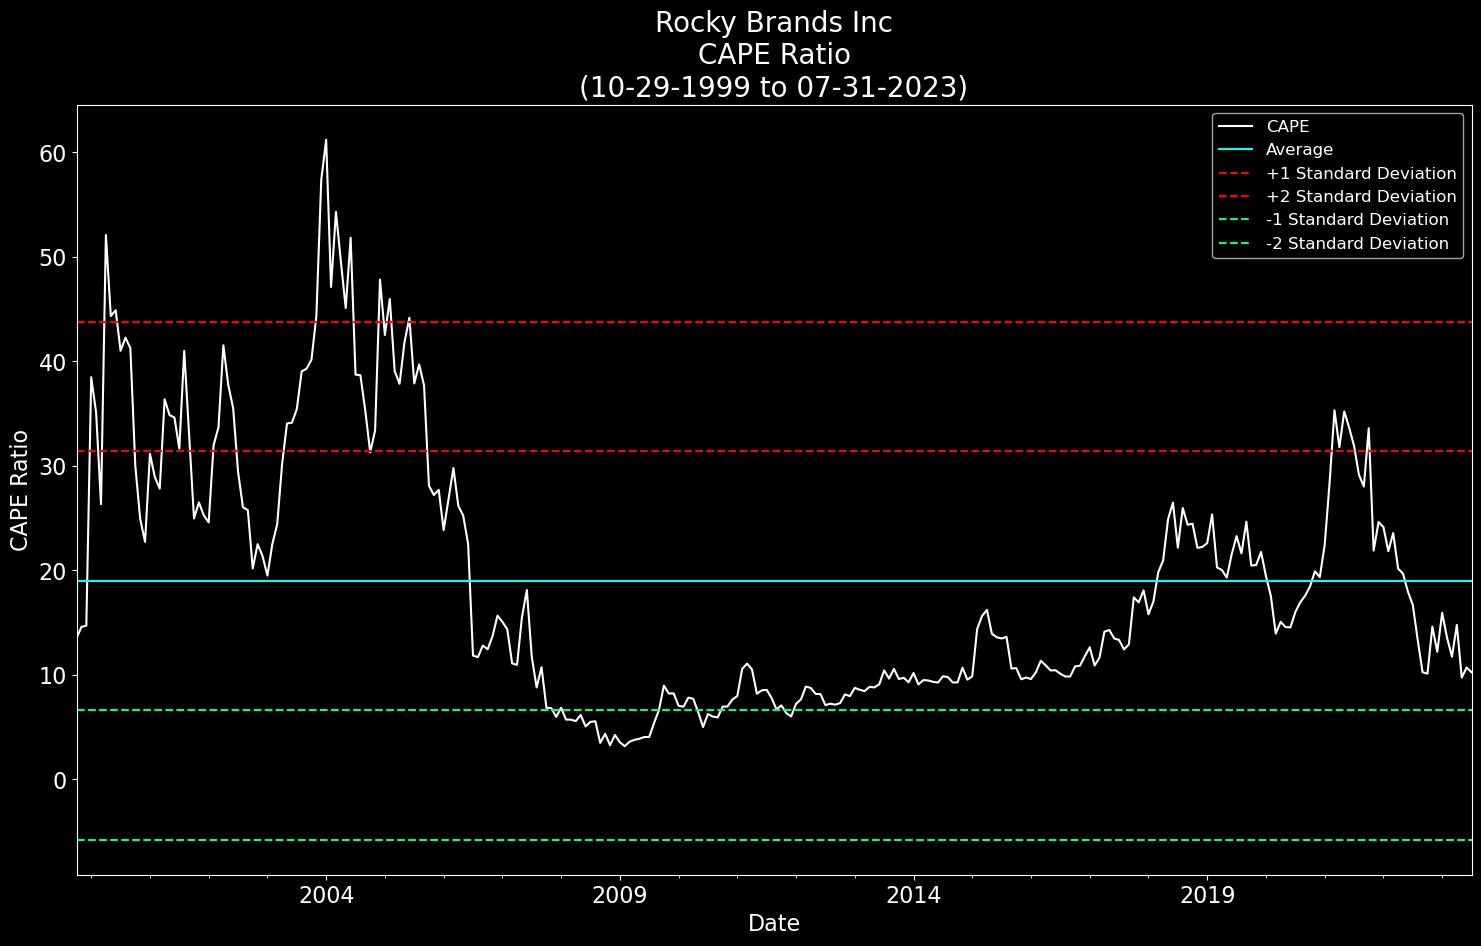 Rocky Brands Inc
CAPE Ratio
(10-29-1999 to 07-31-2023)
CAPE
Average
+1 Standard Deviation
+2 Standard Deviation
-1 Standard Deviation
-2 Standard Deviation
60
50
40
30
20
10
0
CAPE Ratio
2004 2009 2014 2019
Date